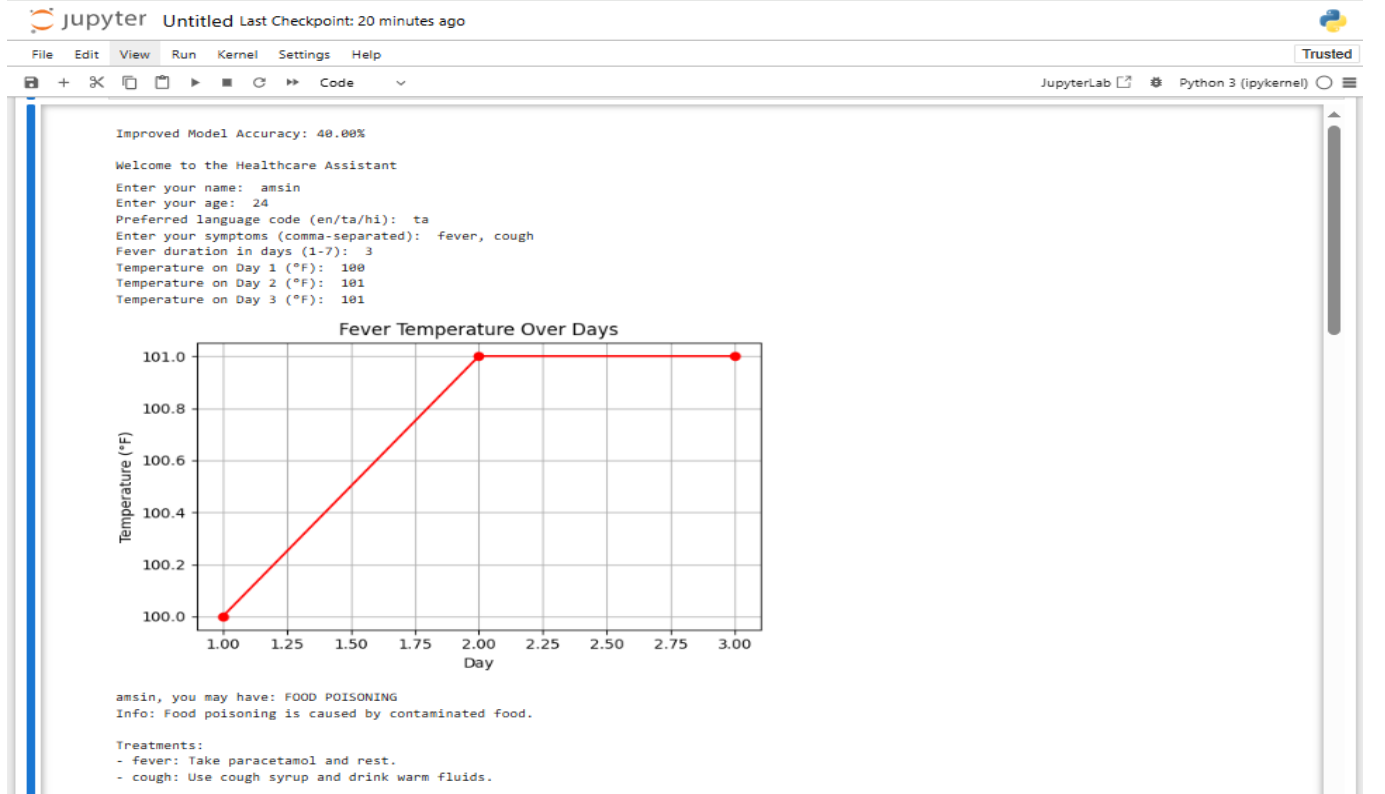 jupyter Untitled Last Checkpoint: 20 minutes ago
File Edit View Run Kernel Settings Help
Trusted
Code
JupyterLab
Python 3 (ipykernel)
Improved Model Accuracy: 40.00%
Welcome to the Healthcare Assistant
Enter your name: amsin
Enter your age: 24
Preferred language code (en/ta/hi): ta
Enter your symptoms (comma-separated): fever, cough
Fever duration in days (1-7): 3
Temperature on Day 1 (°F): 100
Temperature on Day 2 (°F): 101
Temperature on Day 3 (°F): 101
Fever Temperature Over Days
Temperature (°F)
101.0
100.8
100.6
100.4
100.2
100.0
1.00 1.25 1.50 1.75 2.00 2.25 2.50 2.75 3.00
Day
amsin, you may have: FOOD POISONING
Info: Food poisoning is caused by contaminated food.
Treatments:
- fever: Take paracetamol and rest.
- cough: Use cough syrup and drink warm fluids.